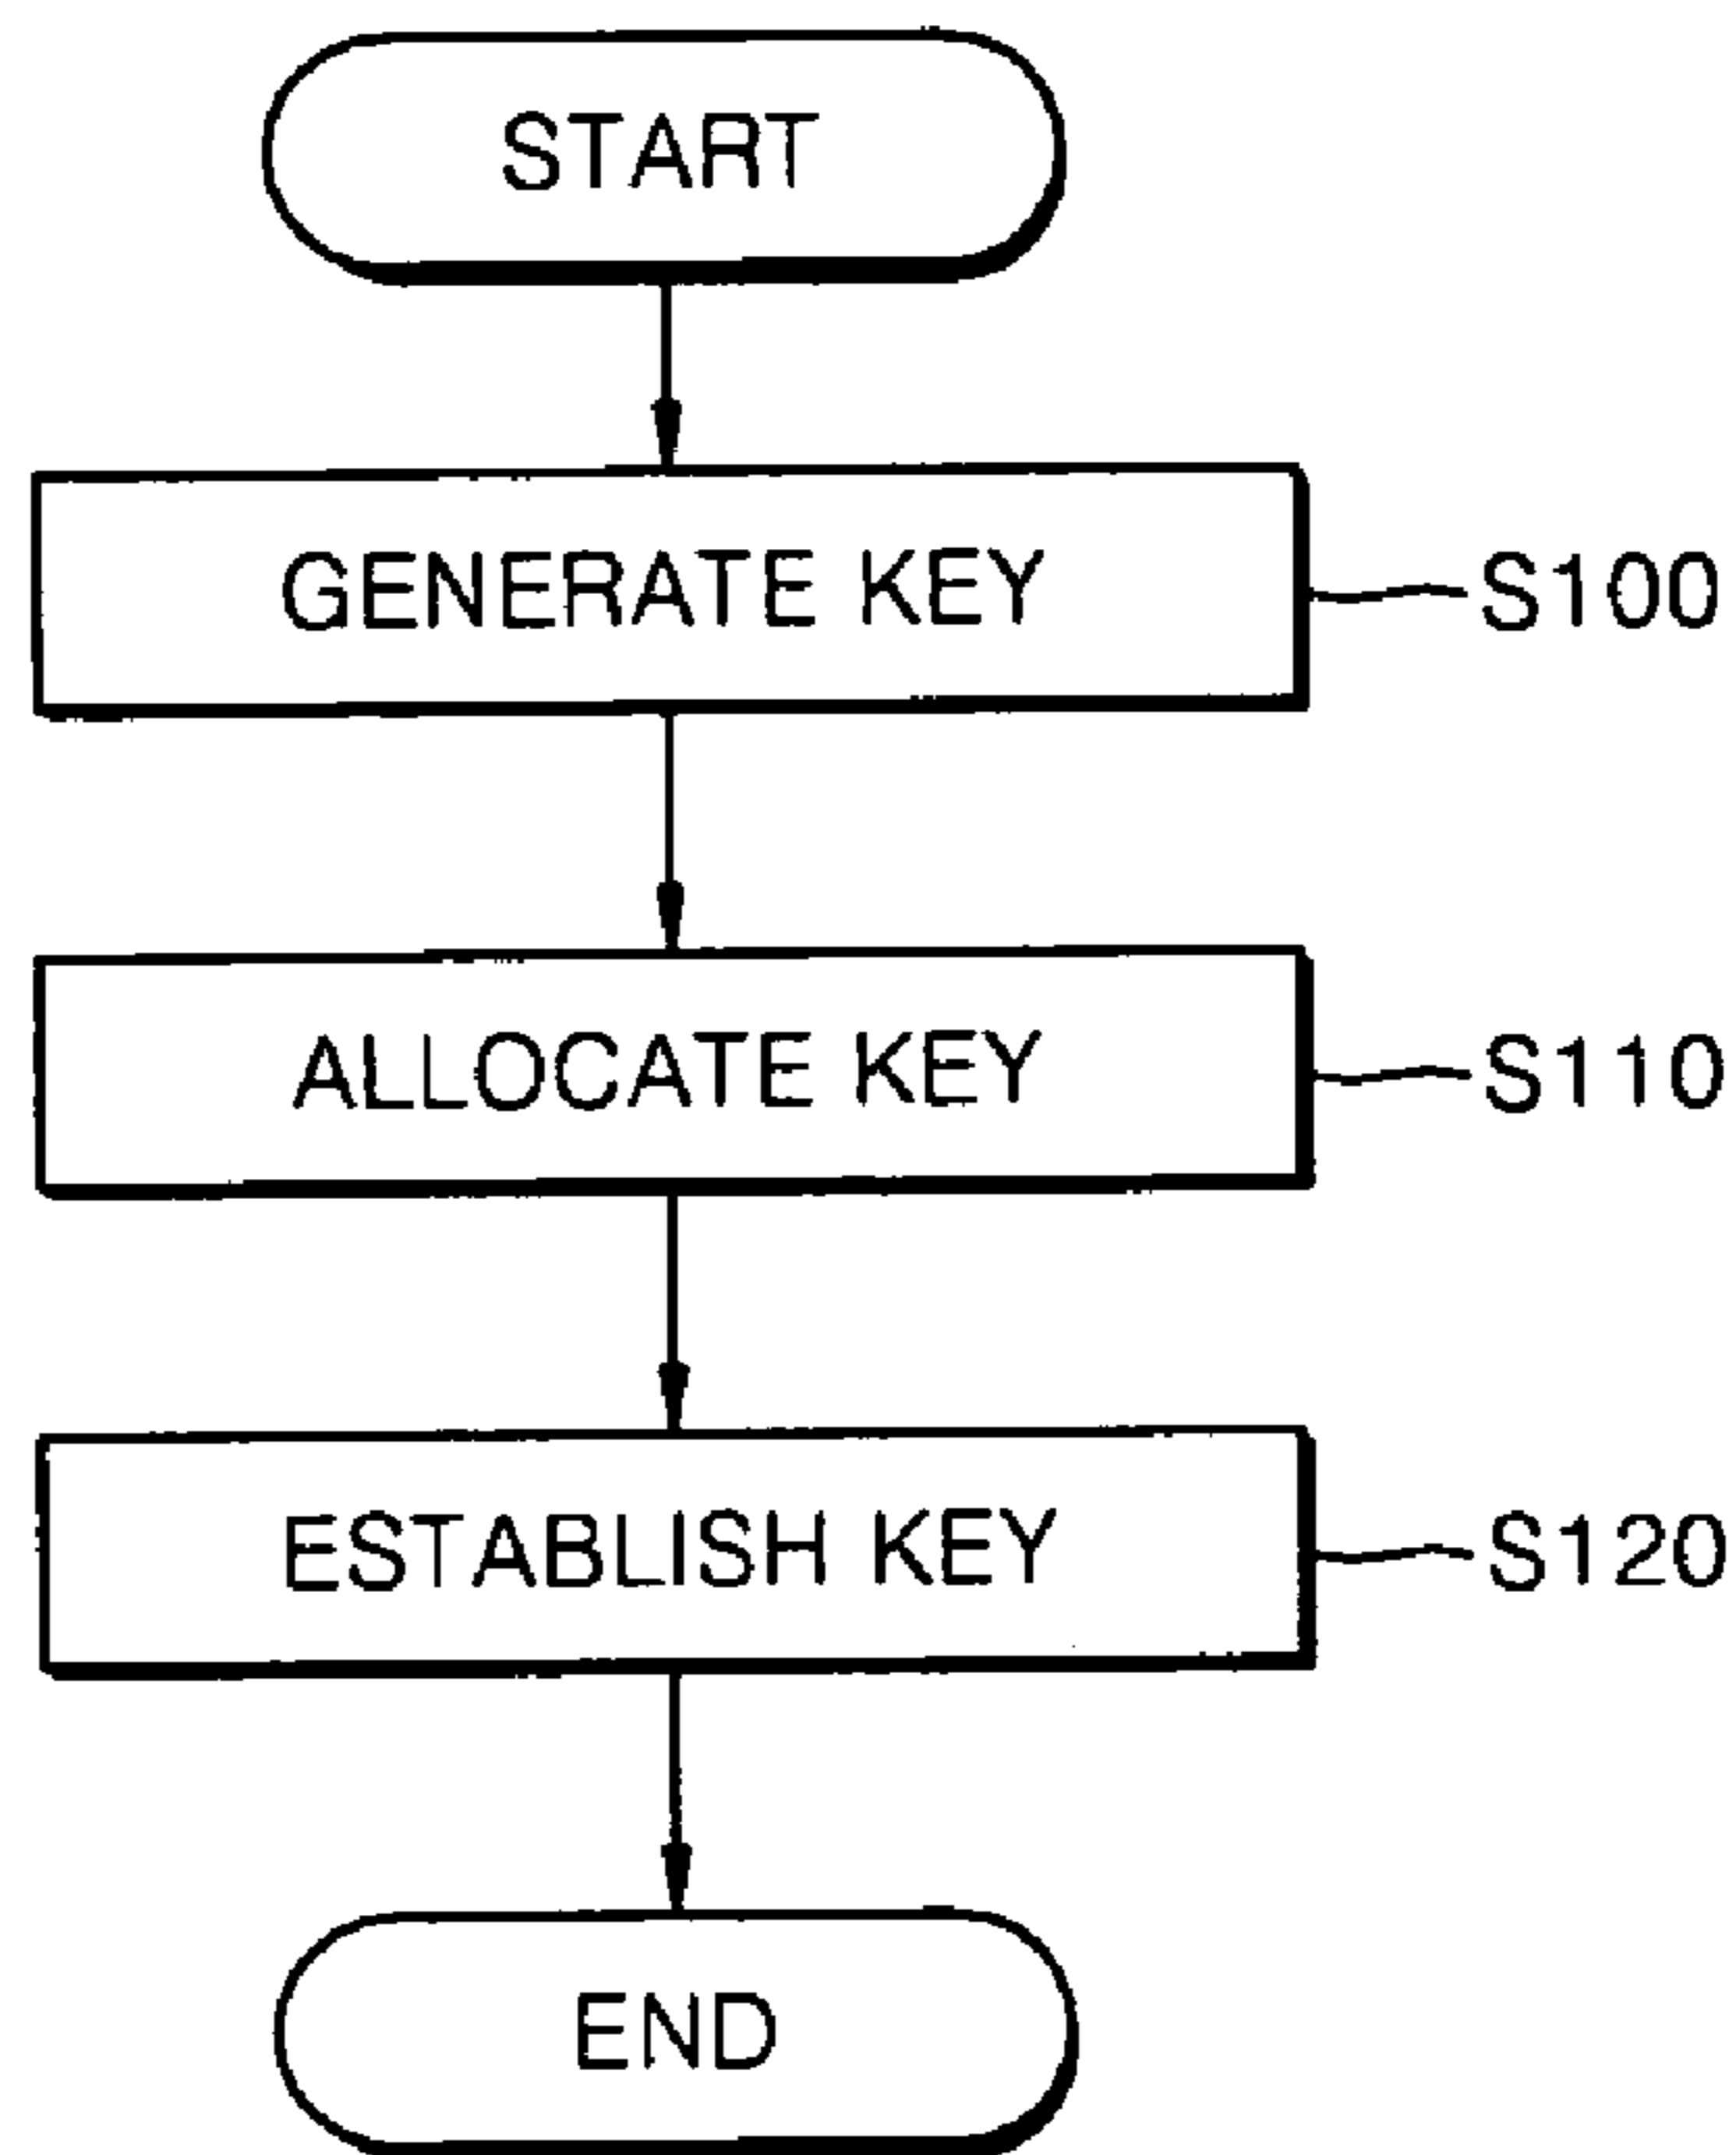 START
GENERATE KEY
S100
ALLOCATE KEY
S110
ESTABLISH KEY
S120
END